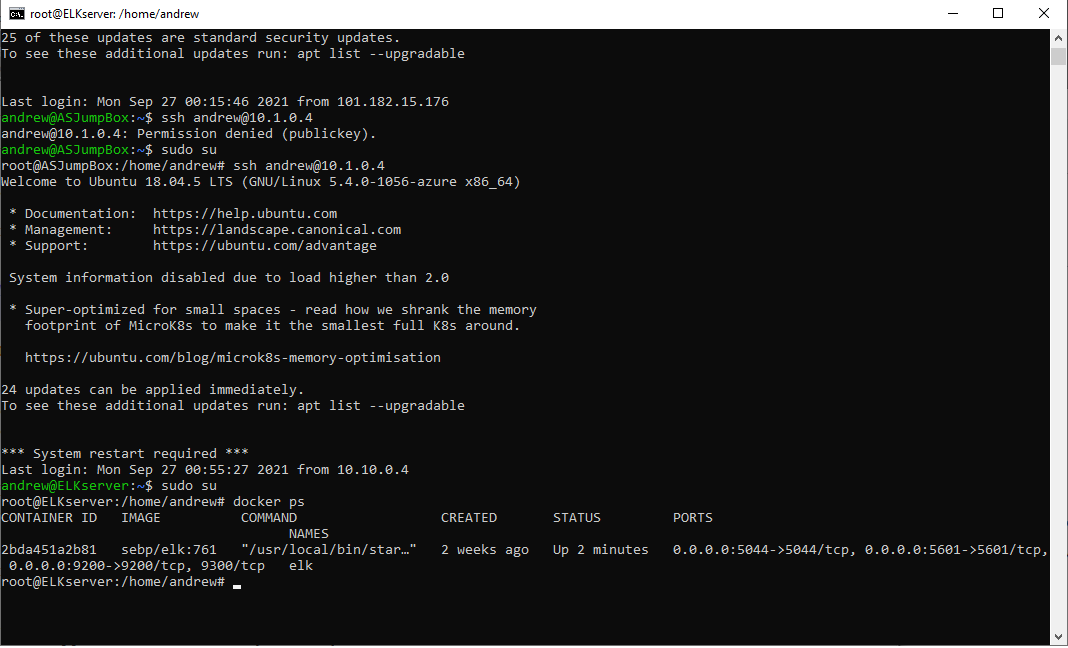 root@ELKserver: /home/andrew
25 of these updates are standard security updates.
To see these additional updates run: apt list --upgradable
Last login: Mon Sep 27 00:15:46 2021 from 101.182.15.176
andrew@ASJumpBox:~$ ssh andrew@10.1.0.4
andrew@10.1.0.4: Permission denied (publickey).
andrew@ASJumpBox:~$ sudo su
root@ASJumpBox:/home/andrew# ssh andrew@10.1.0.4
Welcome to Ubuntu 18.04.5 LTS (GNU/Linux 5.4.0-1056-azure x86_64)
* Documentation:  https://help.ubuntu.com
* Management:     https://landscape.canonical.com
* Support:        https://ubuntu.com/advantage
System information disabled due to load higher than 2.0
* Super-optimized for small spaces - read how we shrank the memory
footprint of MicroK8s to make it the smallest full K8s around.
https://ubuntu.com/blog/microk8s-memory-optimisation
24 updates can be applied immediately.
To see these additional updates run: apt list --upgradable
*** System restart required ***
Last login: Mon Sep 27 00:55:27 2021 from 10.10.0.4
andrew@ELKserver:~$ sudo su
root@ELKserver:/home/andrew# docker ps
CONTAINER ID   IMAGE          COMMAND                  CREATED       STATUS         PORTS
NAMES
2bda451a2b81   sebp/elk:761   "/usr/local/bin/star…"   2 weeks ago   Up 2 minutes   0.0.0.0:5044->5044/tcp, 0.0.0.0:5601->5601/tcp,
0.0.0.0:9200->9200/tcp, 9300/tcp   elk
root@ELKserver:/home/andrew#